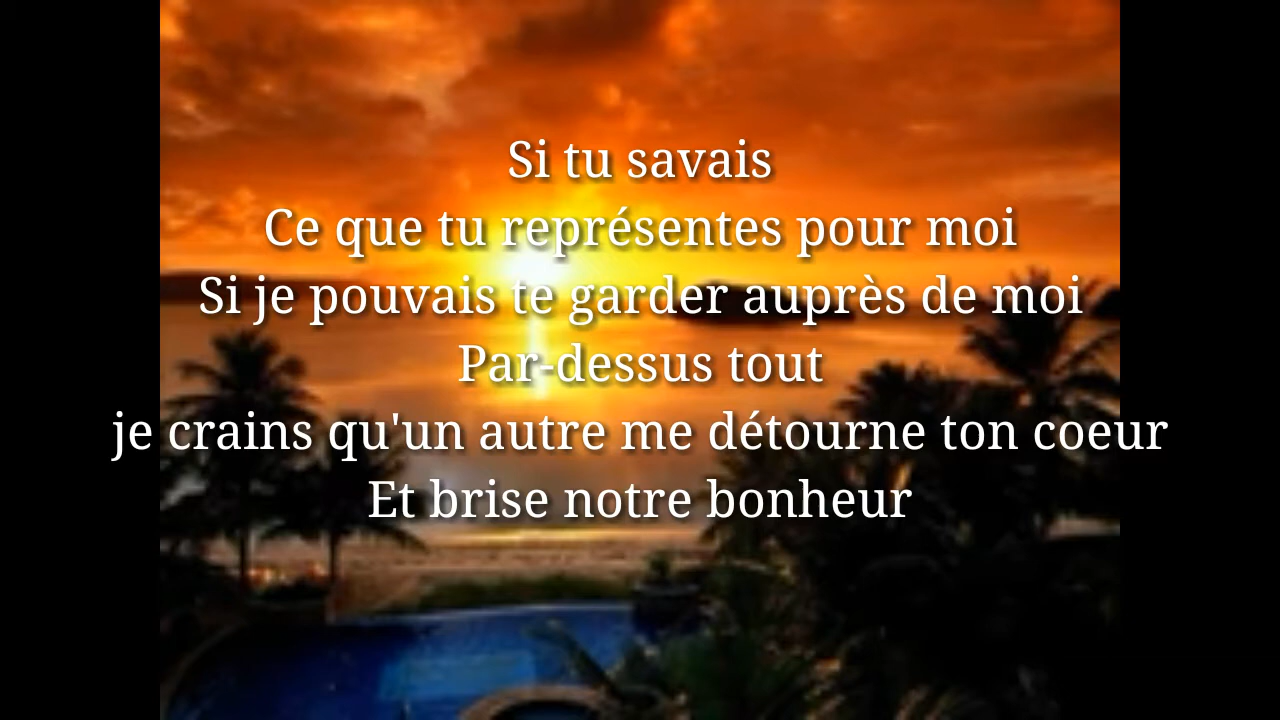 Si tu savais
Ce que tu représentes pour moi
Si je pouvais te garder auprès de moi
Par-dessus tout
je crains qu'un autre me détourne ton coeur
Et brise notre bonheur